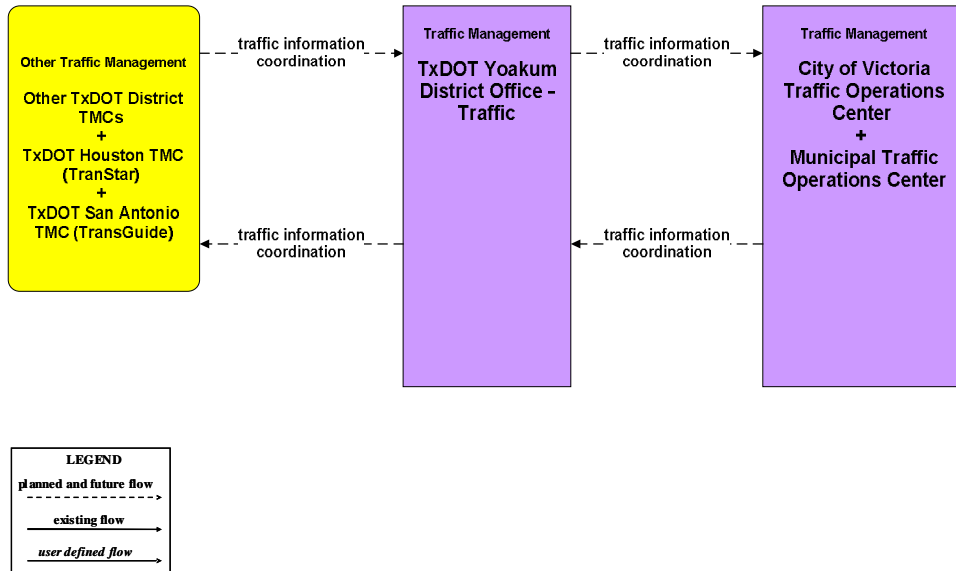 Other Traffic Management
Other TxDOT District
TMCs
+
TxDOT Houston TMC
(TranStar)
+
TxDOT San Antonio
TMC (TransGuide)
traffic information
coordination
traffic information
coordination
Traffic Management
TxDOT Yoakum
District Office -
Traffic
traffic information
coordination
traffic information
coordination
Traffic Management
City of Victoria
Traffic Operations
Center
+
Municipal Traffic
Operations Center
LEGEND
planned and future flow
existing flow
user defined flow